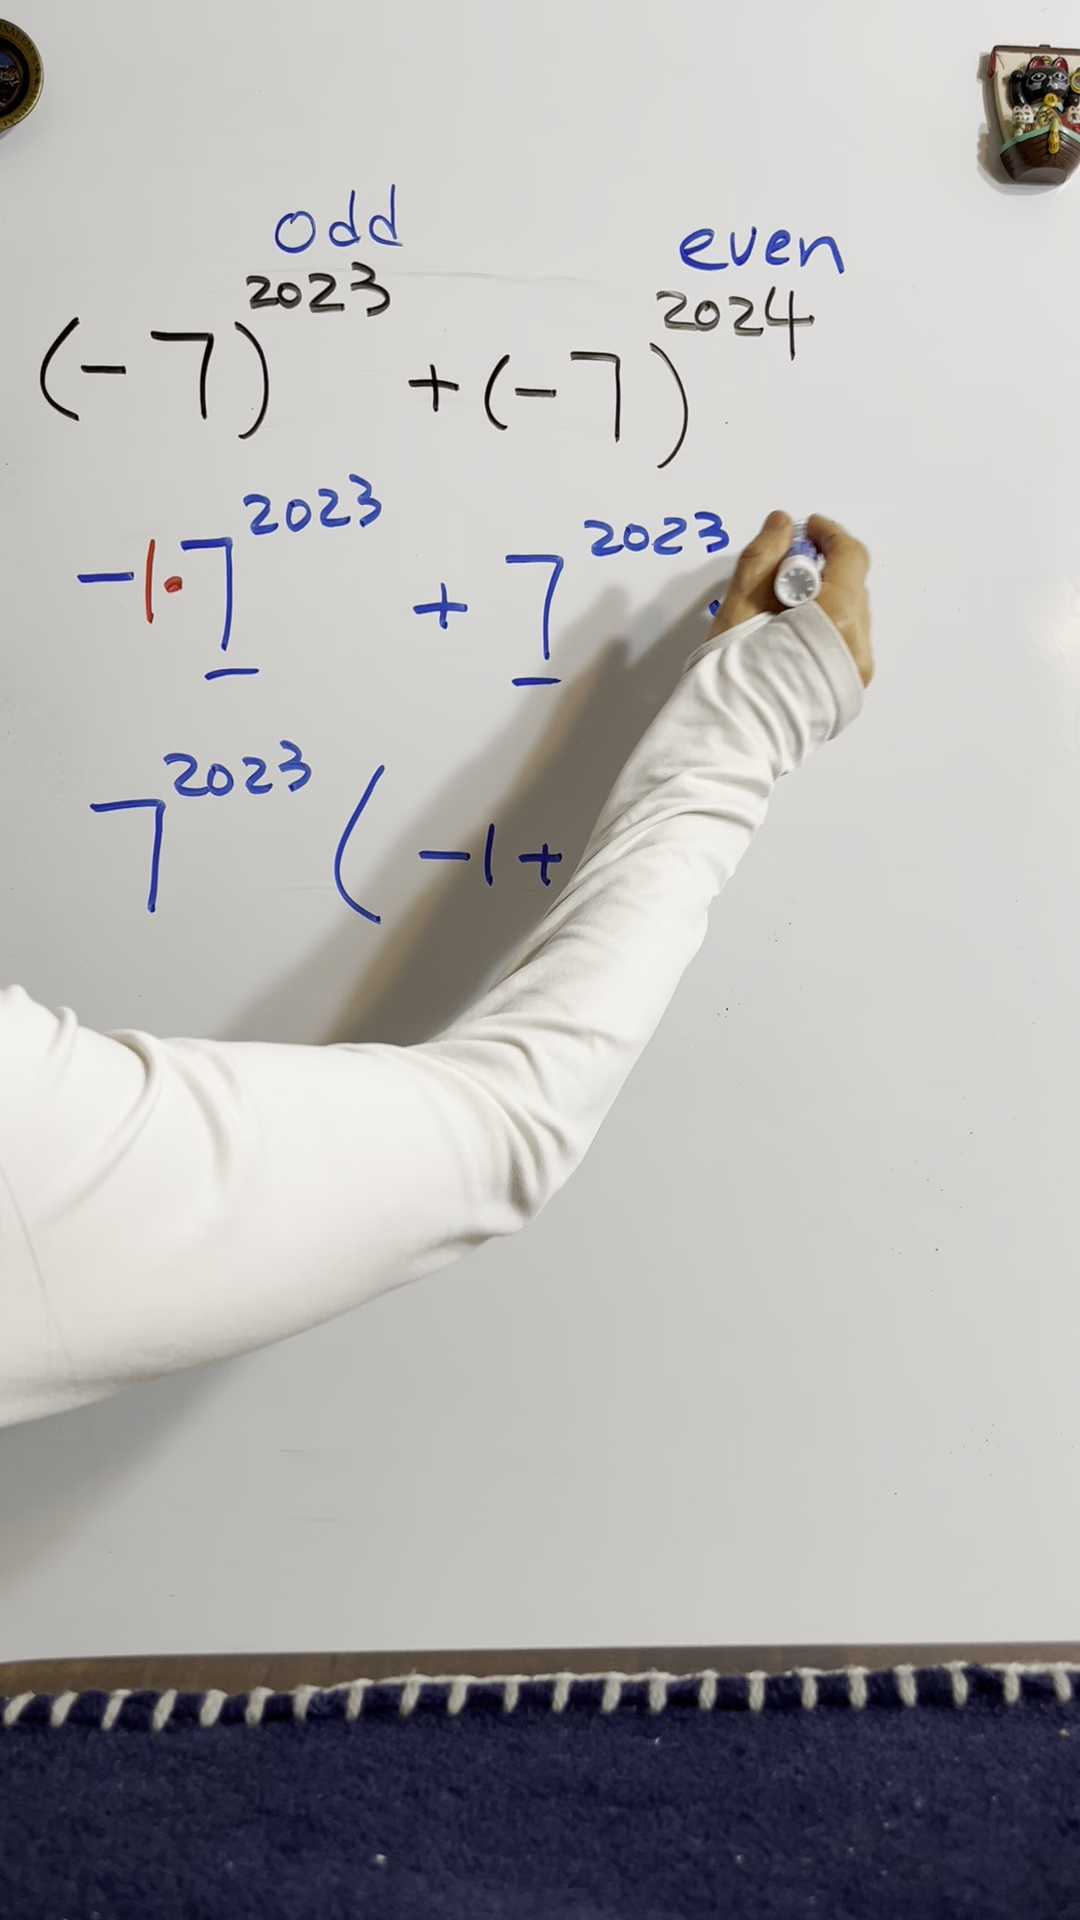 odd even
(-7)^2023 + (-7)^2024
-1·7^2023 + 7^2023 ·
7^2023 ( -1 +